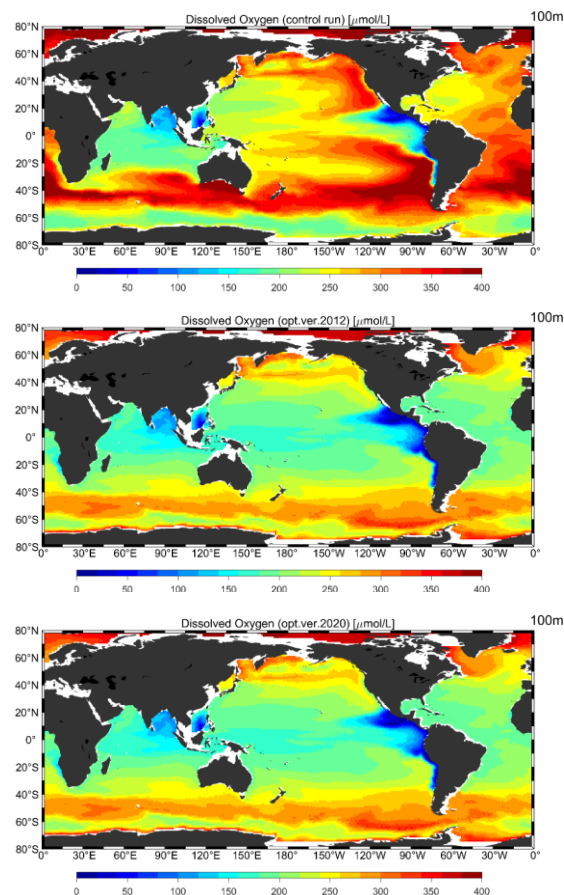 Dissolved Oxygen (control run) [μmol/L] 100m
80°N
60°N
40°N
20°N
0°
20°S
40°S
60°S
80°S
0° 30°E 60°E 90°E 120°E 150°E 180° 150°W 120°W 90°W 60°W 30°W 0°
0 50 100 150 200 250 300 350 400
Dissolved Oxygen (opt.ver.2012) [μmol/L] 100m
80°N
60°N
40°N
20°N
0°
20°S
40°S
60°S
80°S
0° 30°E 60°E 90°E 120°E 150°E 180° 150°W 120°W 90°W 60°W 30°W 0°
0 50 100 150 200 250 300 350 400
Dissolved Oxygen (opt.ver.2020) [μmol/L] 100m
80°N
60°N
40°N
20°N
0°
20°S
40°S
60°S
80°S
0° 30°E 60°E 90°E 120°E 150°E 180° 150°W 120°W 90°W 60°W 30°W 0°
0 50 100 150 200 250 300 350 400